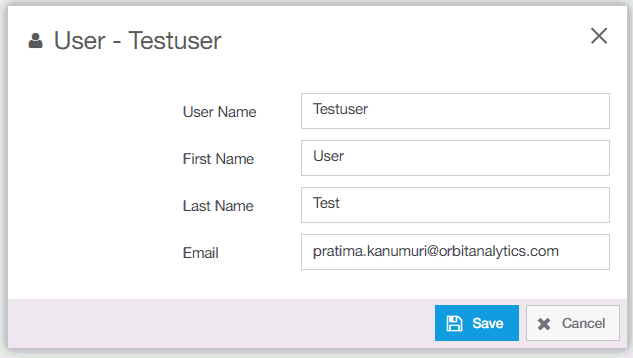 User - Testuser
User Name Testuser
First Name User
Last Name Test
Email pratima.kanumuri@orbitanalytics.com
Save Cancel